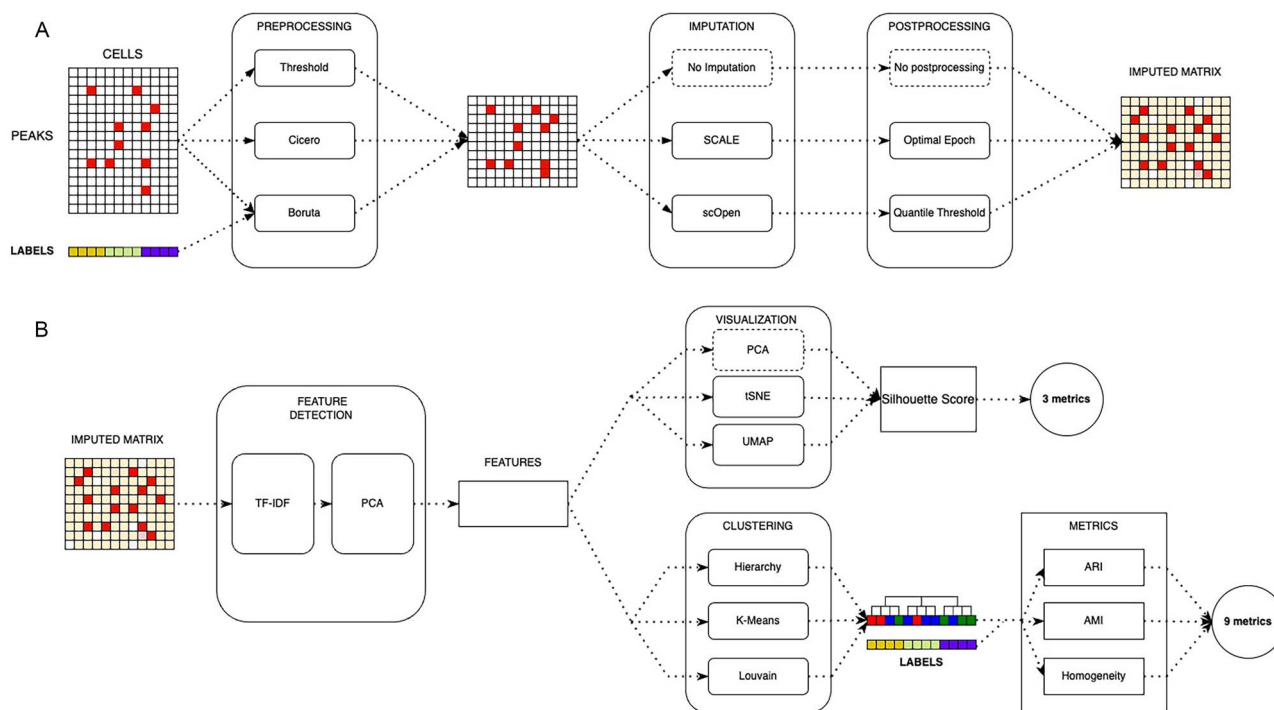 A
CELLS
PEAKS
LABELS
PREPROCESSING
Threshold
Cicero
Boruta
IMPUTATION
No Imputation
SCALE
scOpen
POSTPROCESSING
No postprocessing
Optimal Epoch
Quantile Threshold
IMPUTED MATRIX
B
IMPUTED MATRIX
FEATURE
DETECTION
TF-IDF
PCA
FEATURES
VISUALIZATION
PCA
tSNE
UMAP
Silhouette Score
3 metrics
CLUSTERING
Hierarchy
K-Means
Louvain
LABELS
METRICS
ARI
AMI
Homogeneity
9 metrics